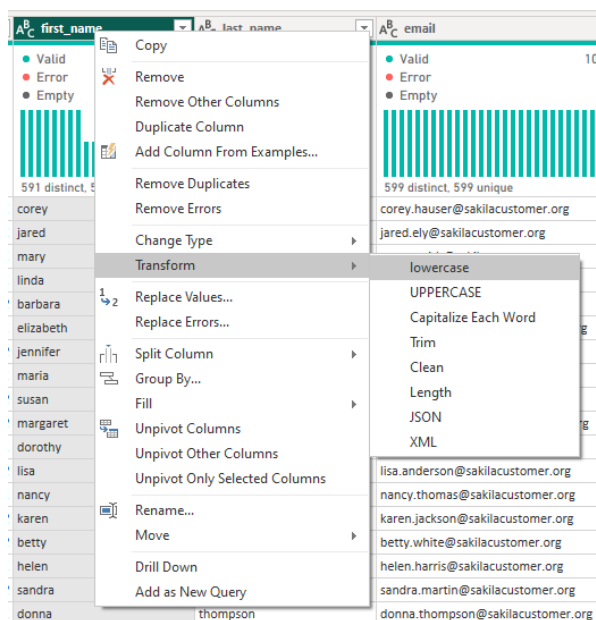 ABC first_name
ABC last_name
ABC email
Valid
Error
Empty
591 distinct,
Valid
Error
Empty
599 distinct, 599 unique
Copy
Remove
Remove Other Columns
Duplicate Column
Add Column From Examples...
Remove Duplicates
Remove Errors
Change Type
Transform
Replace Values...
Replace Errors...
Split Column
Group By...
Fill
Unpivot Columns
Unpivot Other Columns
Unpivot Only Selected Columns
Rename...
Move
Drill Down
Add as New Query
lowercase
UPPERCASE
Capitalize Each Word
Trim
Clean
Length
JSON
XML
corey
jared
mary
linda
barbara
elizabeth
jennifer
maria
susan
margaret
dorothy
lisa
nancy
karen
betty
helen
sandra
donna
thompson
corey.hauser@sakilacustomer.org
jared.ely@sakilacustomer.org
lisa.anderson@sakilacustomer.org
nancy.thomas@sakilacustomer.org
karen.jackson@sakilacustomer.org
betty.white@sakilacustomer.org
helen.harris@sakilacustomer.org
sandra.martin@sakilacustomer.org
donna.thompson@sakilacustomer.org